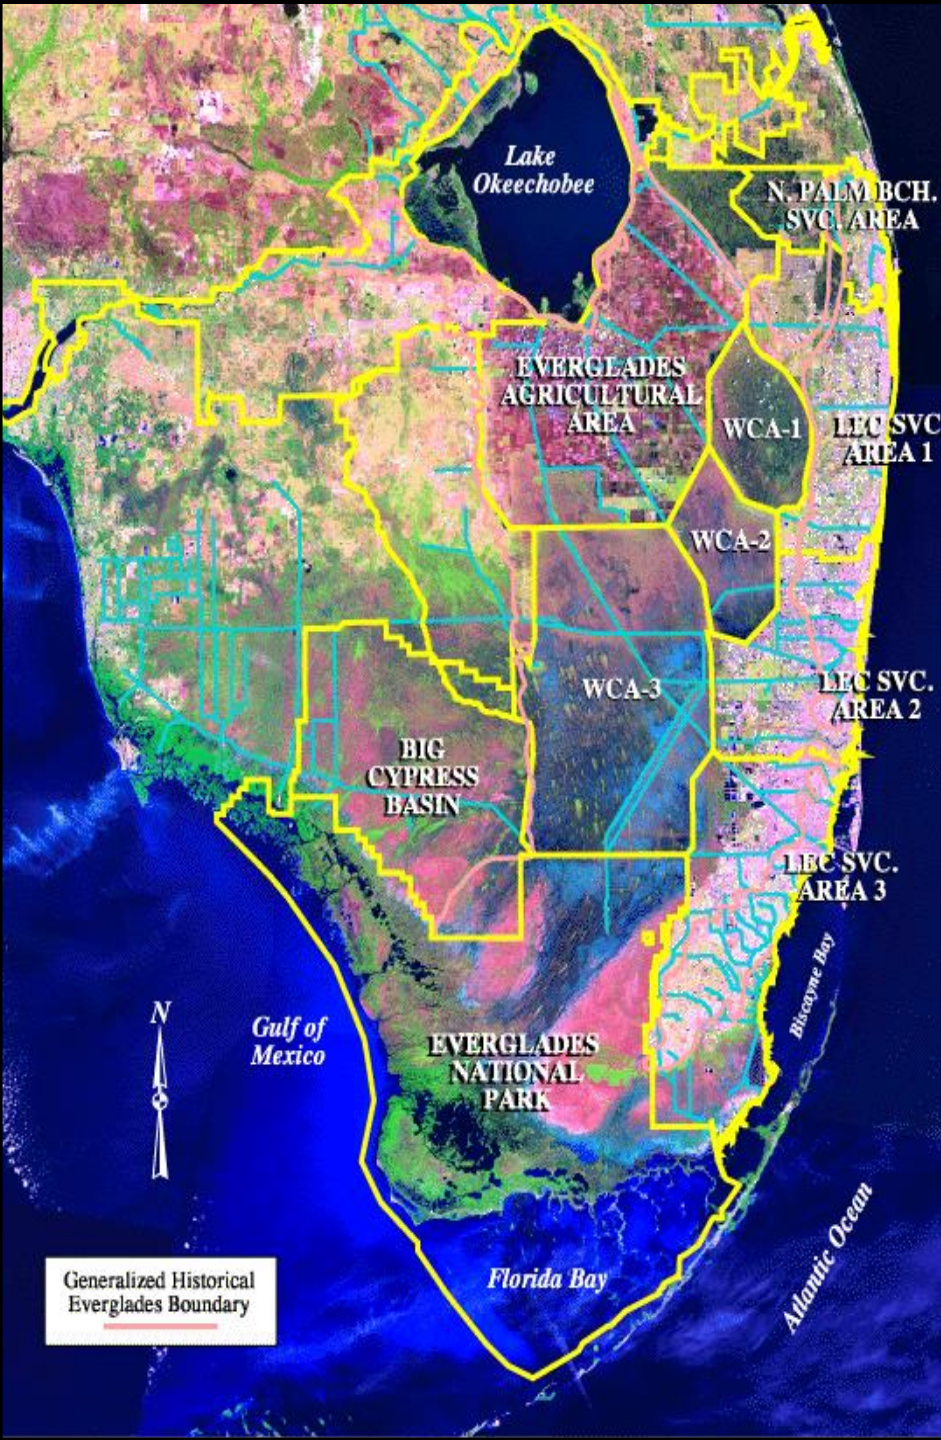 Lake
Okeechobee
N. PALM BCH.
SVC. AREA
EVERGLADES
AGRICULTURAL
AREA
WCA-1
LEC SVC
AREA 1
WCA-2
WCA-3
LEC SVC.
AREA 2
BIG
CYPRESS
BASIN
LEC SVC.
AREA 3
Biscayne Bay
N
Gulf of
Mexico
EVERGLADES
NATIONAL
PARK
Atlantic Ocean
Florida Bay
Generalized Historical
Everglades Boundary